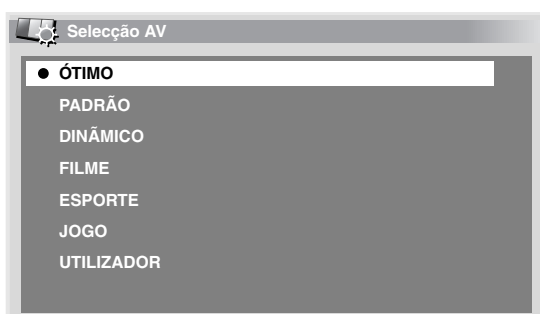 Selecção AV
ÓTIMO
PADRÃO
DINÃMICO
FILME
ESPORTE
JOGO
UTILIZADOR